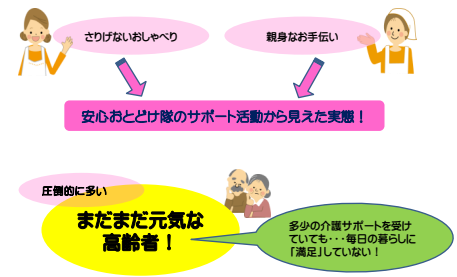 さりげないおしゃべり
親身なお手伝い
安心おとどけ隊のサポート活動から見えた実態！
圧倒的に多い
まだまだ元気な
高齢者！
多少の介護サポートを受け
ていても・・・毎日の暮らしに
「満足」していない！